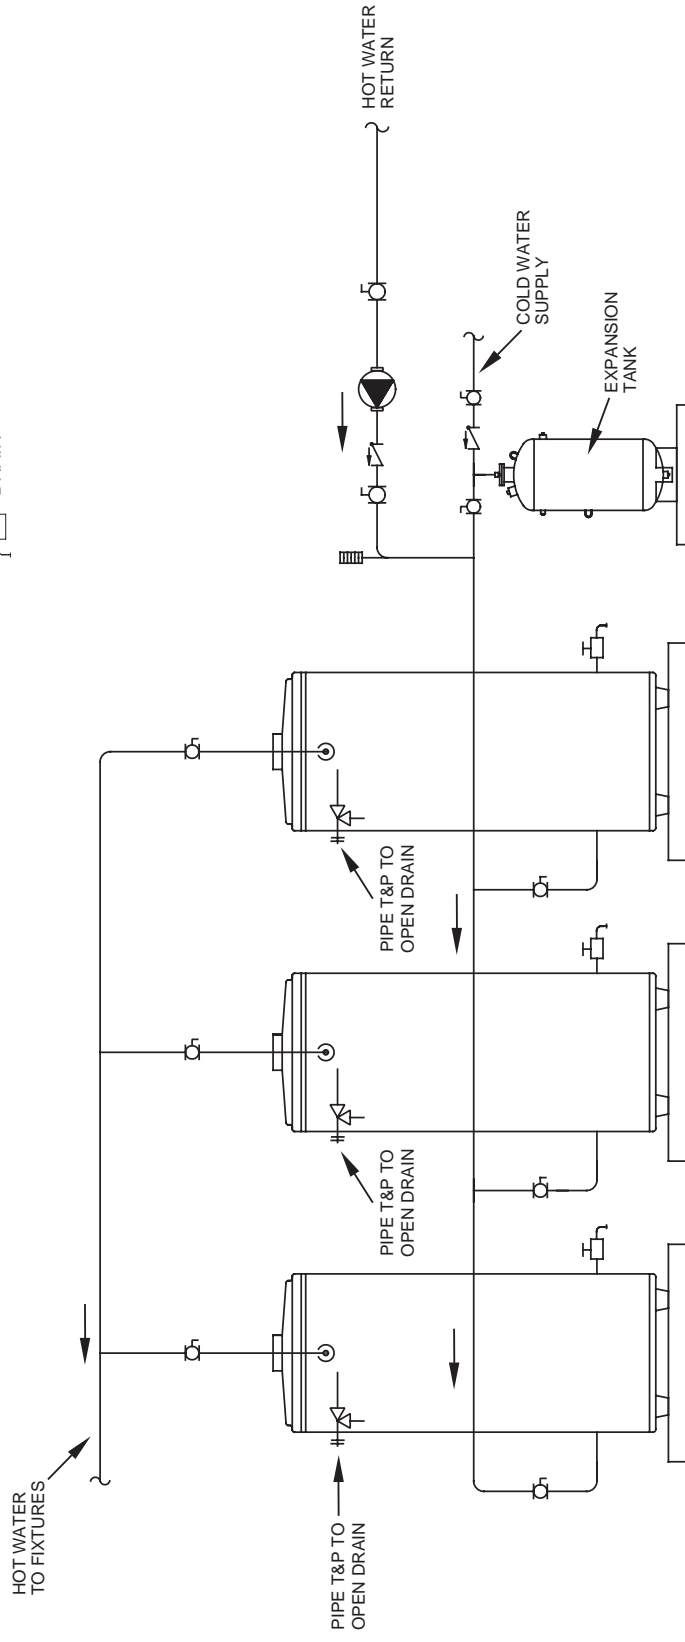 HOT WATER
TO FIXTURES
PIPE T&P TO
OPEN DRAIN
PIPE T&P TO
OPEN DRAIN
PIPE T&P TO
OPEN DRAIN
HOT WATER
RETURN
COLD WATER
SUPPLY
EXPANSION
TANK